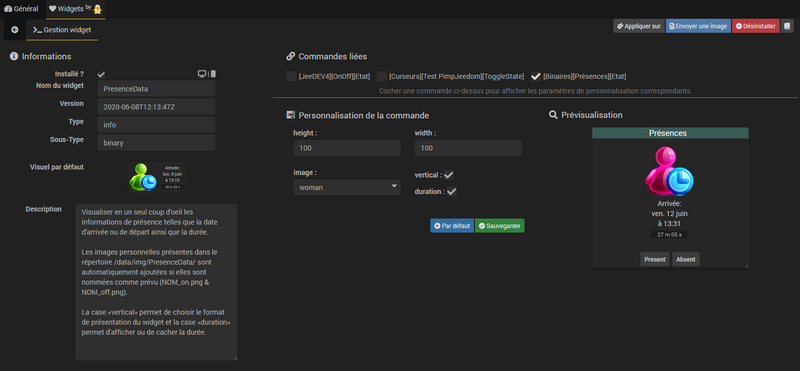 Général
Widgets by
Gestion widget
Appliquer sur
Envoyer une image
Désinstaller
Informations
Installé ?
Nom du widget
PresenceData
Version
2020-06-08T12:13:47Z
Type
info
Sous-Type
binary
Visuel par défaut
Arrivée:
lun. 8 juin
à 13:15
Description
Visualiser en un seul coup d'oeil les
informations de présence telles que la date
d'arrivée ou de départ ainsi que la durée.
Les images personnelles présentes dans le
répertoire /data/img/PresenceData/ sont
automatiquement ajoutées si elles sont
nommées comme prévu (NOM_on.png &
NOM_off.png).
La case «vertical» permet de choisir le format
de présentation du widget et la case «duration»
permet d'afficher ou de cacher la durée.
Commandes liées
[JeeDEV4][OnOff][Etat]
[Curseurs][Test PimpJeedom][ToggleState]
[Binaires][Présences][Etat]
Cocher une commande ci-dessus pour afficher les paramètres de personnalisation correspondants.
Personnalisation de la commande
height :
width :
100
100
image :
woman
vertical :
duration :
Par défaut
Sauvegarder
Prévisualisation
Présences
Arrivée:
ven. 12 juin
à 13:31
27 m 05 s
Present
Absent